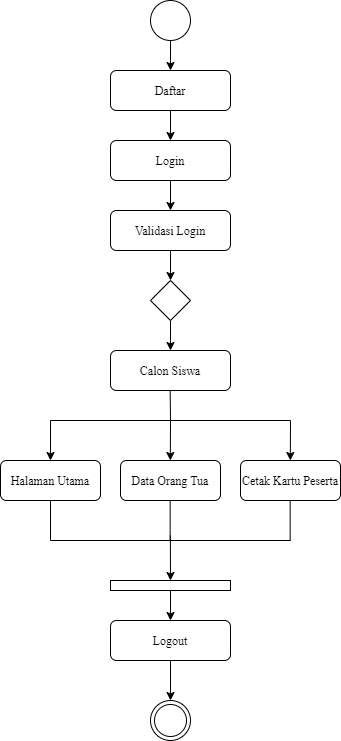 Daftar
Login
Validasi Login
Calon Siswa
Halaman Utama
Data Orang Tua
Cetak Kartu Peserta
Logout